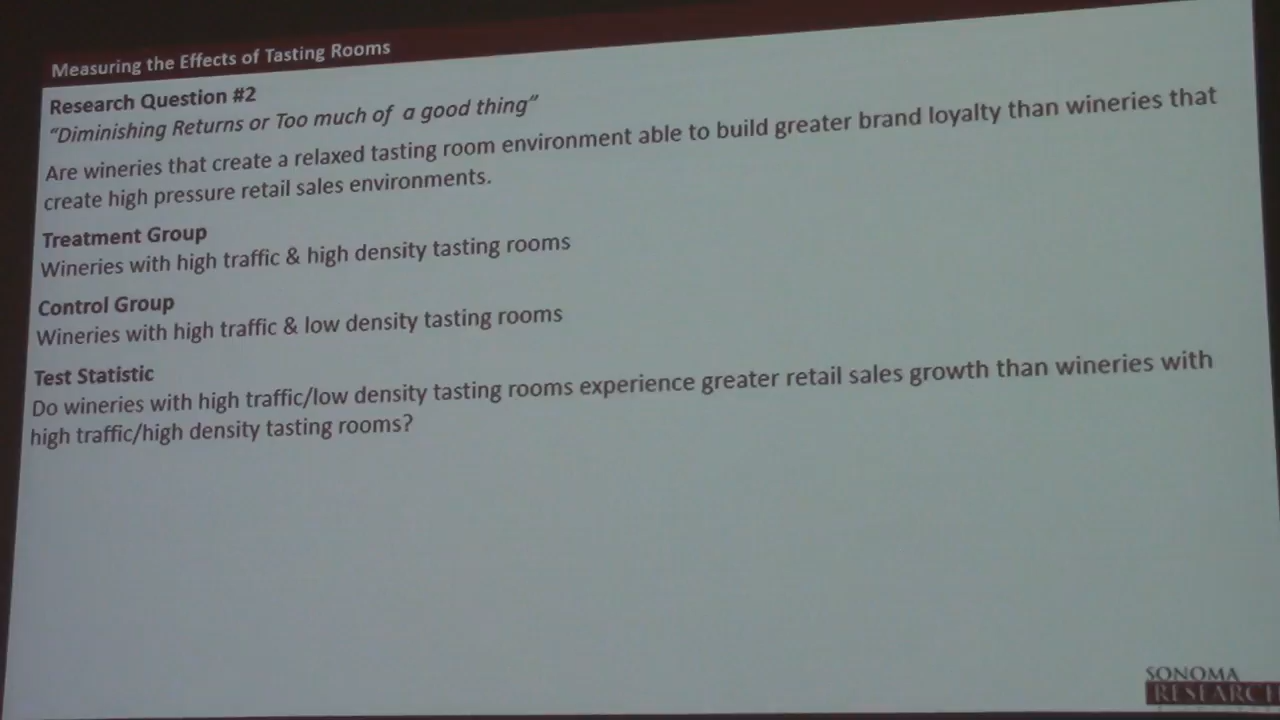 Measuring the Effects of Tasting Rooms
Research Question #2
“Diminishing Returns or Too much of a good thing”
Are wineries that create a relaxed tasting room environment able to build greater brand loyalty than wineries that
create high pressure retail sales environments.
Treatment Group
Wineries with high traffic & high density tasting rooms
Control Group
Wineries with high traffic & low density tasting rooms
Test Statistic
Do wineries with high traffic/low density tasting rooms experience greater retail sales growth than wineries with
high traffic/high density tasting rooms?
SONOMA
RESEARCH